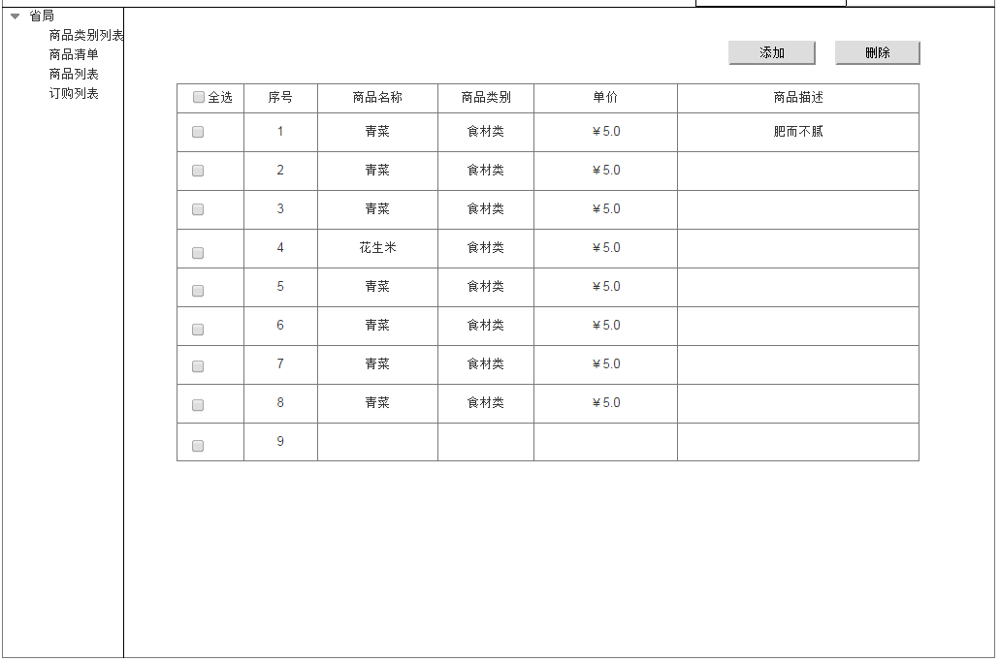 省局
商品类别列表
商品清单
商品列表
订购列表
添加 删除
全选 序号 商品名称 商品类别 单价 商品描述
1 青菜 食材类 ￥5.0 肥而不腻
2 青菜 食材类 ￥5.0
3 青菜 食材类 ￥5.0
4 花生米 食材类 ￥5.0
5 青菜 食材类 ￥5.0
6 青菜 食材类 ￥5.0
7 青菜 食材类 ￥5.0
8 青菜 食材类 ￥5.0
9